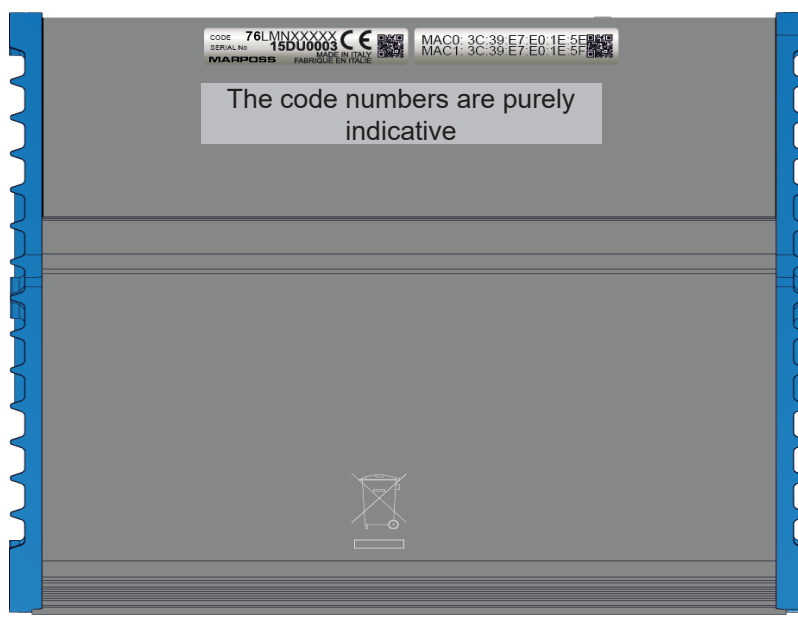 CODE 76LMNXXXXX CE
SERIAL No 15DU0003
MADE IN ITALY
MARPOSS FABRIQUE EN ITALIE
MAC0: 3C:39:E7:E0:1E:5E
MAC1: 3C:39:E7:E0:1E:5F
The code numbers are purely
indicative